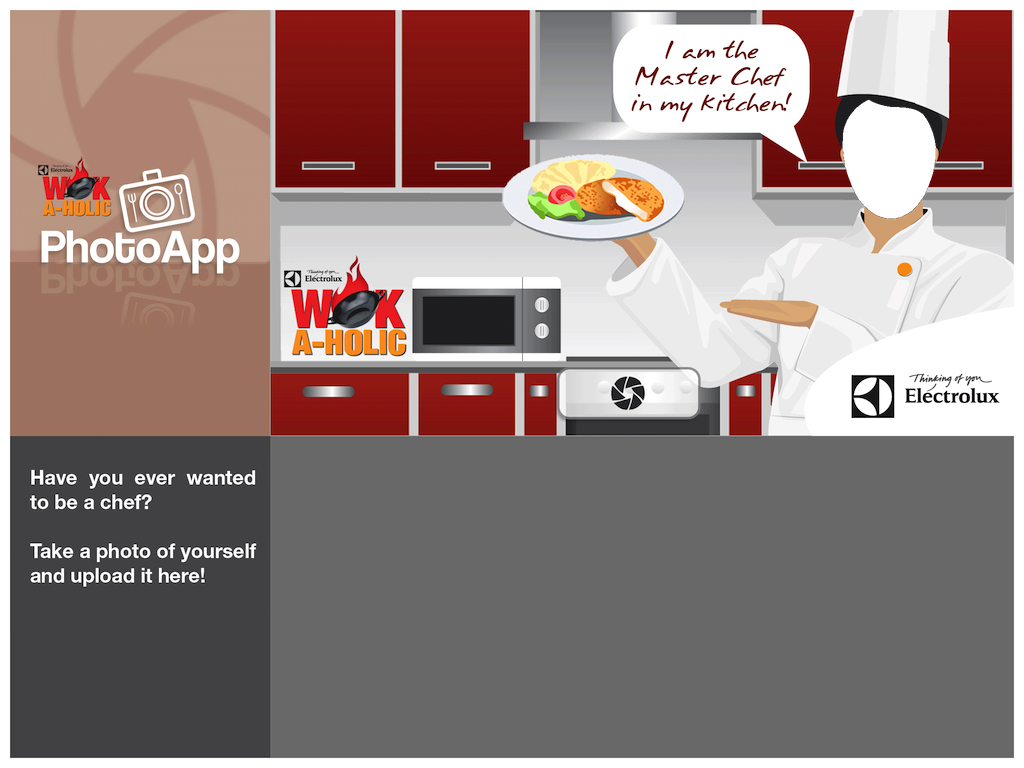 Thinking of you
Electrolux
WOK
A-HOLIC
PhotoApp
I am the
Master Chef
in my kitchen!
Thinking of you
Electrolux
WOK
A-HOLIC
Thinking of you
Electrolux
Have you ever wanted
to be a chef?
Take a photo of yourself
and upload it here!